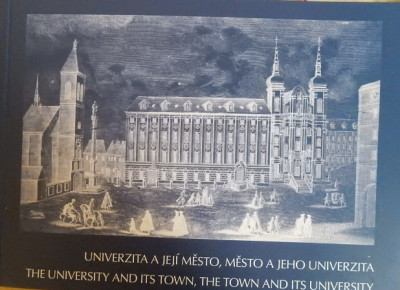 UNIVERZITA A JEJÍ MĚSTO, MĚSTO A JEHO UNIVERZITA
THE UNIVERSITY AND ITS TOWN, THE TOWN AND ITS UNIVERSITY